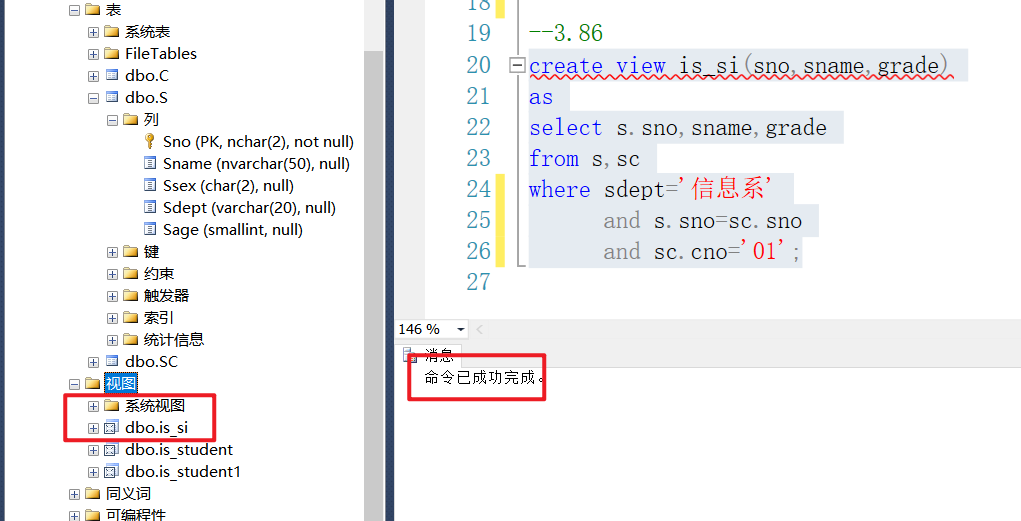 表
系统表
FileTables
dbo.C
dbo.S
列
Sno (PK, nchar(2), not null)
Sname (nvarchar(50), null)
Ssex (char(2), null)
Sdept (varchar(20), null)
Sage (smallint, null)
键
约束
触发器
索引
统计信息
dbo.SC
视图
系统视图
dbo.is_si
dbo.is_student
dbo.is_student1
同义词
可编程性
18
19 --3.86
20 create view is_si(sno,sname,grade)
21 as
22 select s.sno,sname,grade
23 from s,sc
24 where sdept='信息系'
25 and s.sno=sc.sno
26 and sc.cno='01';
27
146 %
消息
命令已成功完成。